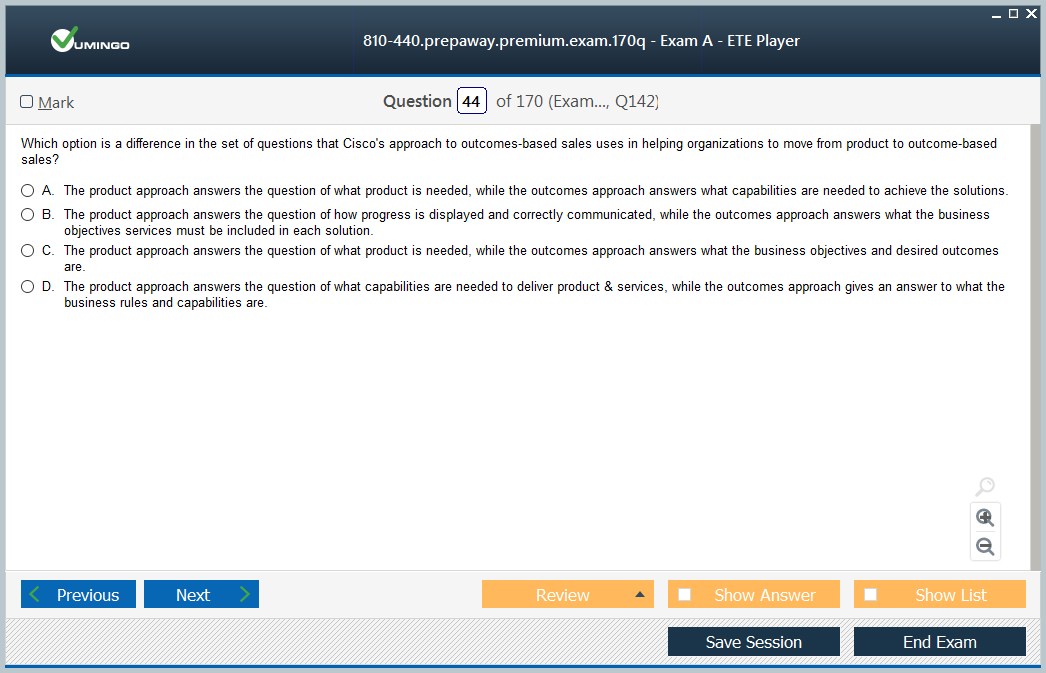 VUMINGO
810-440.prepaway.premium.exam.170q - Exam A - ETE Player
Mark
Question 44 of 170 (Exam..., Q142)
Which option is a difference in the set of questions that Cisco's approach to outcomes-based sales uses in helping organizations to move from product to outcome-based
sales?
A. The product approach answers the question of what product is needed, while the outcomes approach answers what capabilities are needed to achieve the solutions.
B. The product approach answers the question of how progress is displayed and correctly communicated, while the outcomes approach answers what the business
objectives services must be included in each solution.
C. The product approach answers the question of what product is needed, while the outcomes approach answers what the business objectives and desired outcomes
are.
D. The product approach answers the question of what capabilities are needed to deliver product & services, while the outcomes approach gives an answer to what the
business rules and capabilities are.
Previous Next Review Show Answer Show List
Save Session End Exam